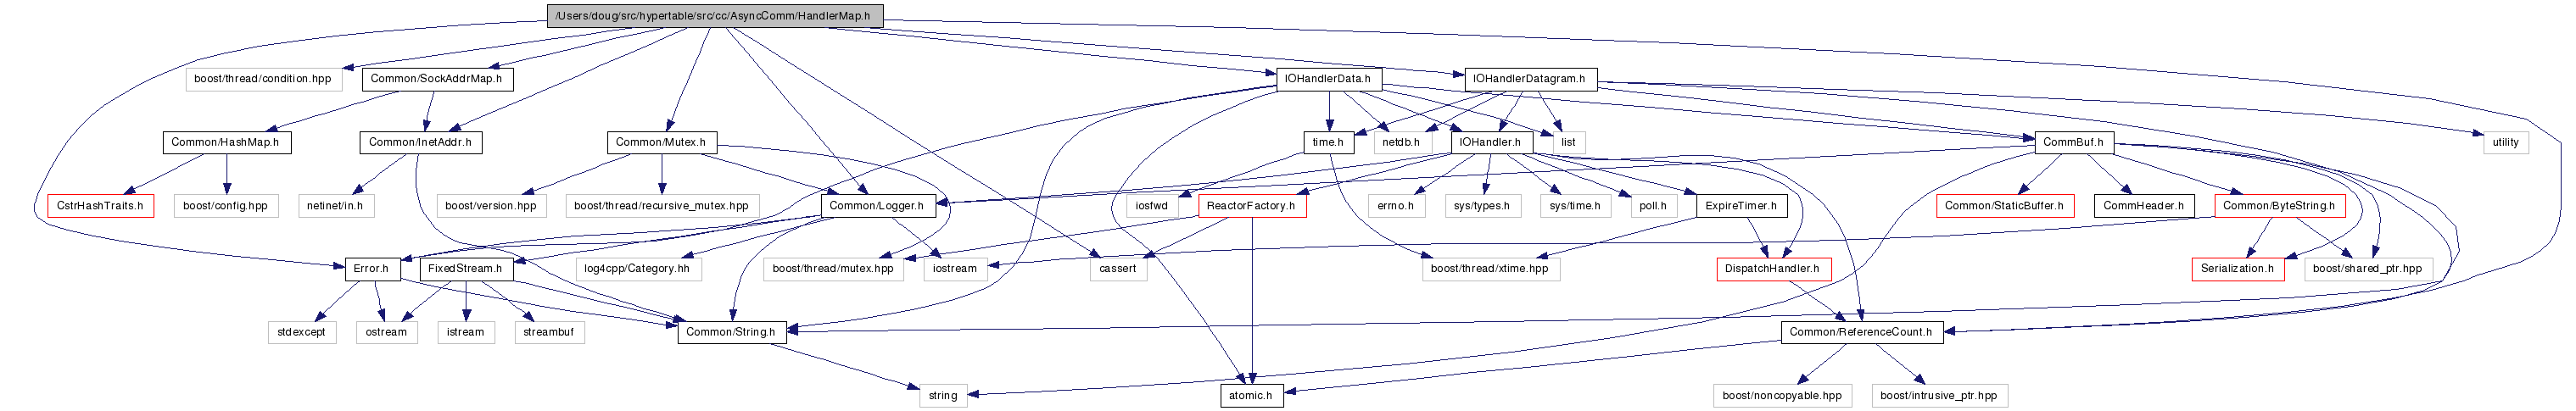 /Users/doug/src/hypertable/src/cc/AsyncComm/HandlerMap.h
boost/thread/condition.hpp
Common/SockAddrMap.h
IOHandlerData.h
IOHandlerDatagram.h
Common/HashMap.h
Common/InetAddr.h
Common/Mutex.h
time.h
netdb.h
IOHandler.h
list
CommBuf.h
utility
CstrHashTraits.h
boost/config.hpp
netinet/in.h
boost/version.hpp
boost/thread/recursive_mutex.hpp
Common/Logger.h
iosfwd
ReactorFactory.h
errno.h
sys/types.h
sys/time.h
poll.h
ExpireTimer.h
Common/StaticBuffer.h
CommHeader.h
Common/ByteString.h
Error.h
FixedStream.h
log4cpp/Category.hh
boost/thread/mutex.hpp
iostream
cassert
boost/thread/xtime.hpp
DispatchHandler.h
Serialization.h
boost/shared_ptr.hpp
stdexcept
ostream
istream
streambuf
Common/String.h
Common/ReferenceCount.h
string
atomic.h
boost/noncopyable.hpp
boost/intrusive_ptr.hpp